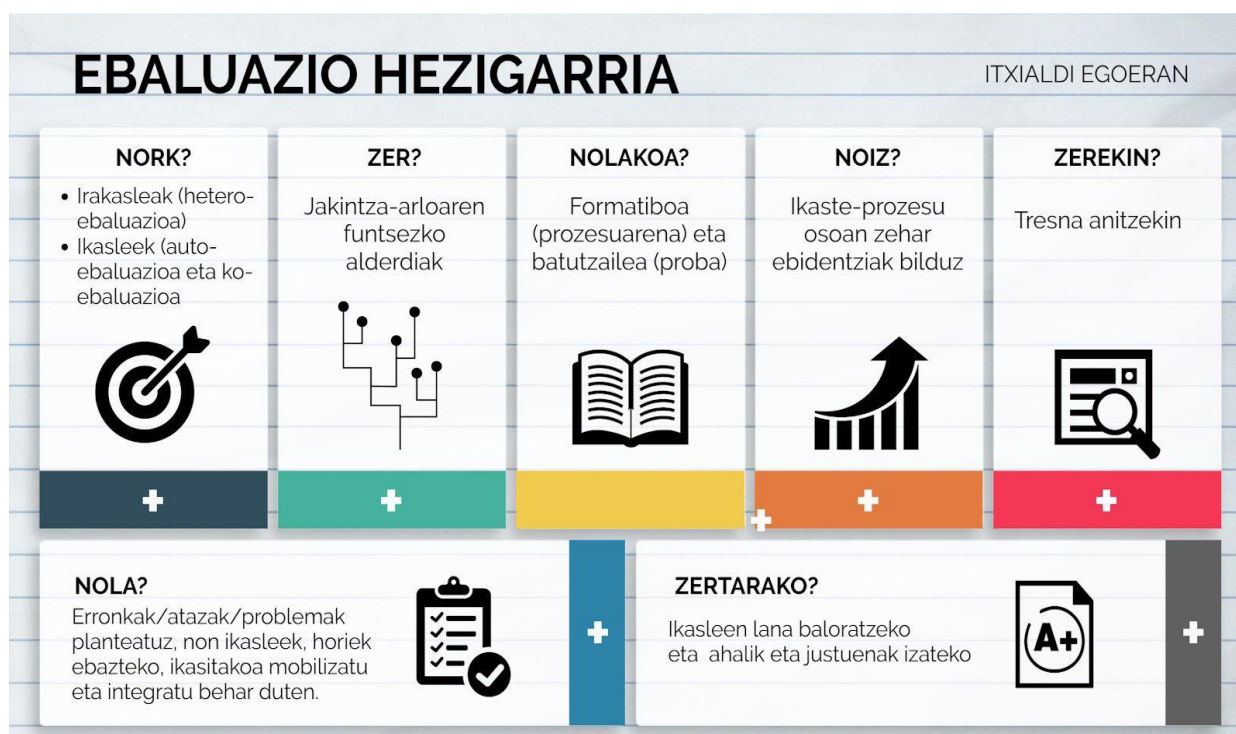 EBALUAZIO HEZIGARRIA
ITXIALDI EGOERAN
NORK?
• Irakasleak (hetero-
ebaluazioa)
• Ikasleek (auto-
ebaluazioa eta ko-
ebaluazioa
ZER?
Jakintza-arloaren
funtsezko
alderdiak
NOLAKOA?
Formatiboa
(prozesuarena) eta
batutzailea (proba)
NOIZ?
Ikaste-prozesu
osoan zehar
ebidentziak bilduz
ZEREKIN?
Tresna anitzekin
NOLA?
Erronkak/atazak/problemak
planteatuz, non ikasleek, horiek
ebazteko, ikasitakoa mobilizatu
eta integratu behar duten.
ZERTARAKO?
Ikasleen lana baloratzeko
eta ahalik eta justuenak izateko
A+